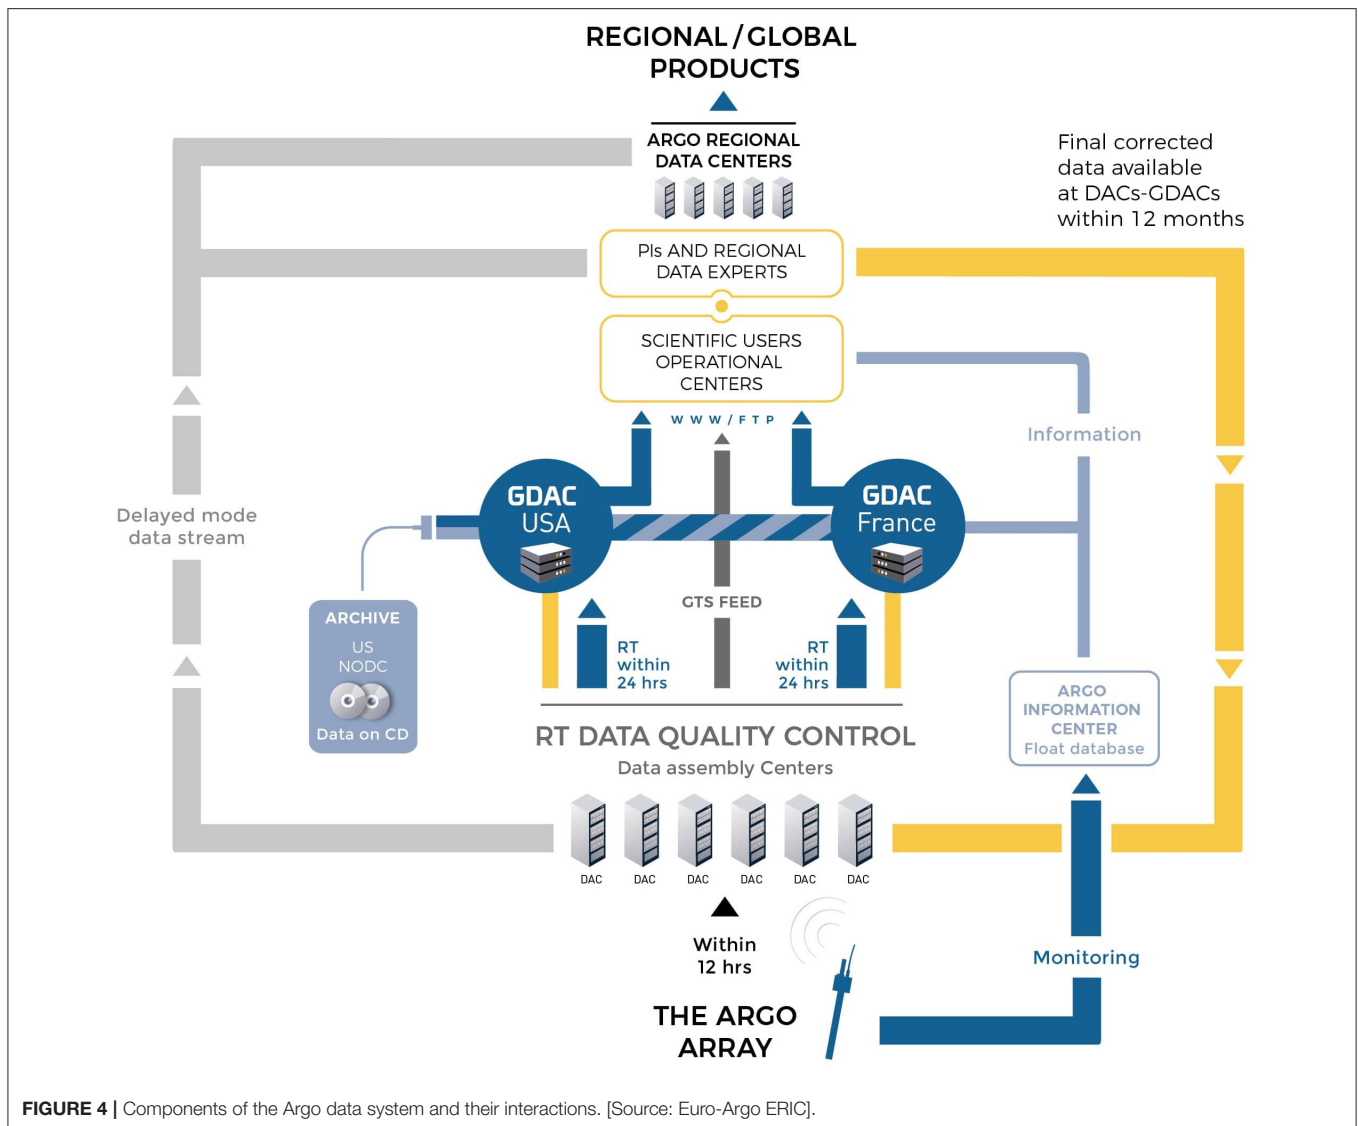 REGIONAL / GLOBAL
PRODUCTS
ARGO REGIONAL
DATA CENTERS
Final corrected
data available
at DACs-GDACs
within 12 months
PIs AND REGIONAL
DATA EXPERTS
SCIENTIFIC USERS
OPERATIONAL
CENTERS
WWW/FTP
Information
GDAC
USA
GDAC
France
Delayed mode
data stream
GTS FEED
ARCHIVE
US
NODC
Data on CD
RT
within
24 hrs
RT
within
24 hrs
ARGO
INFORMATION
CENTER
Float database
RT DATA QUALITY CONTROL
Data assembly Centers
DAC
DAC
DAC
DAC
DAC
DAC
Within
12 hrs
Monitoring
THE ARGO
ARRAY
FIGURE 4 | Components of the Argo data system and their interactions. [Source: Euro-Argo ERIC].